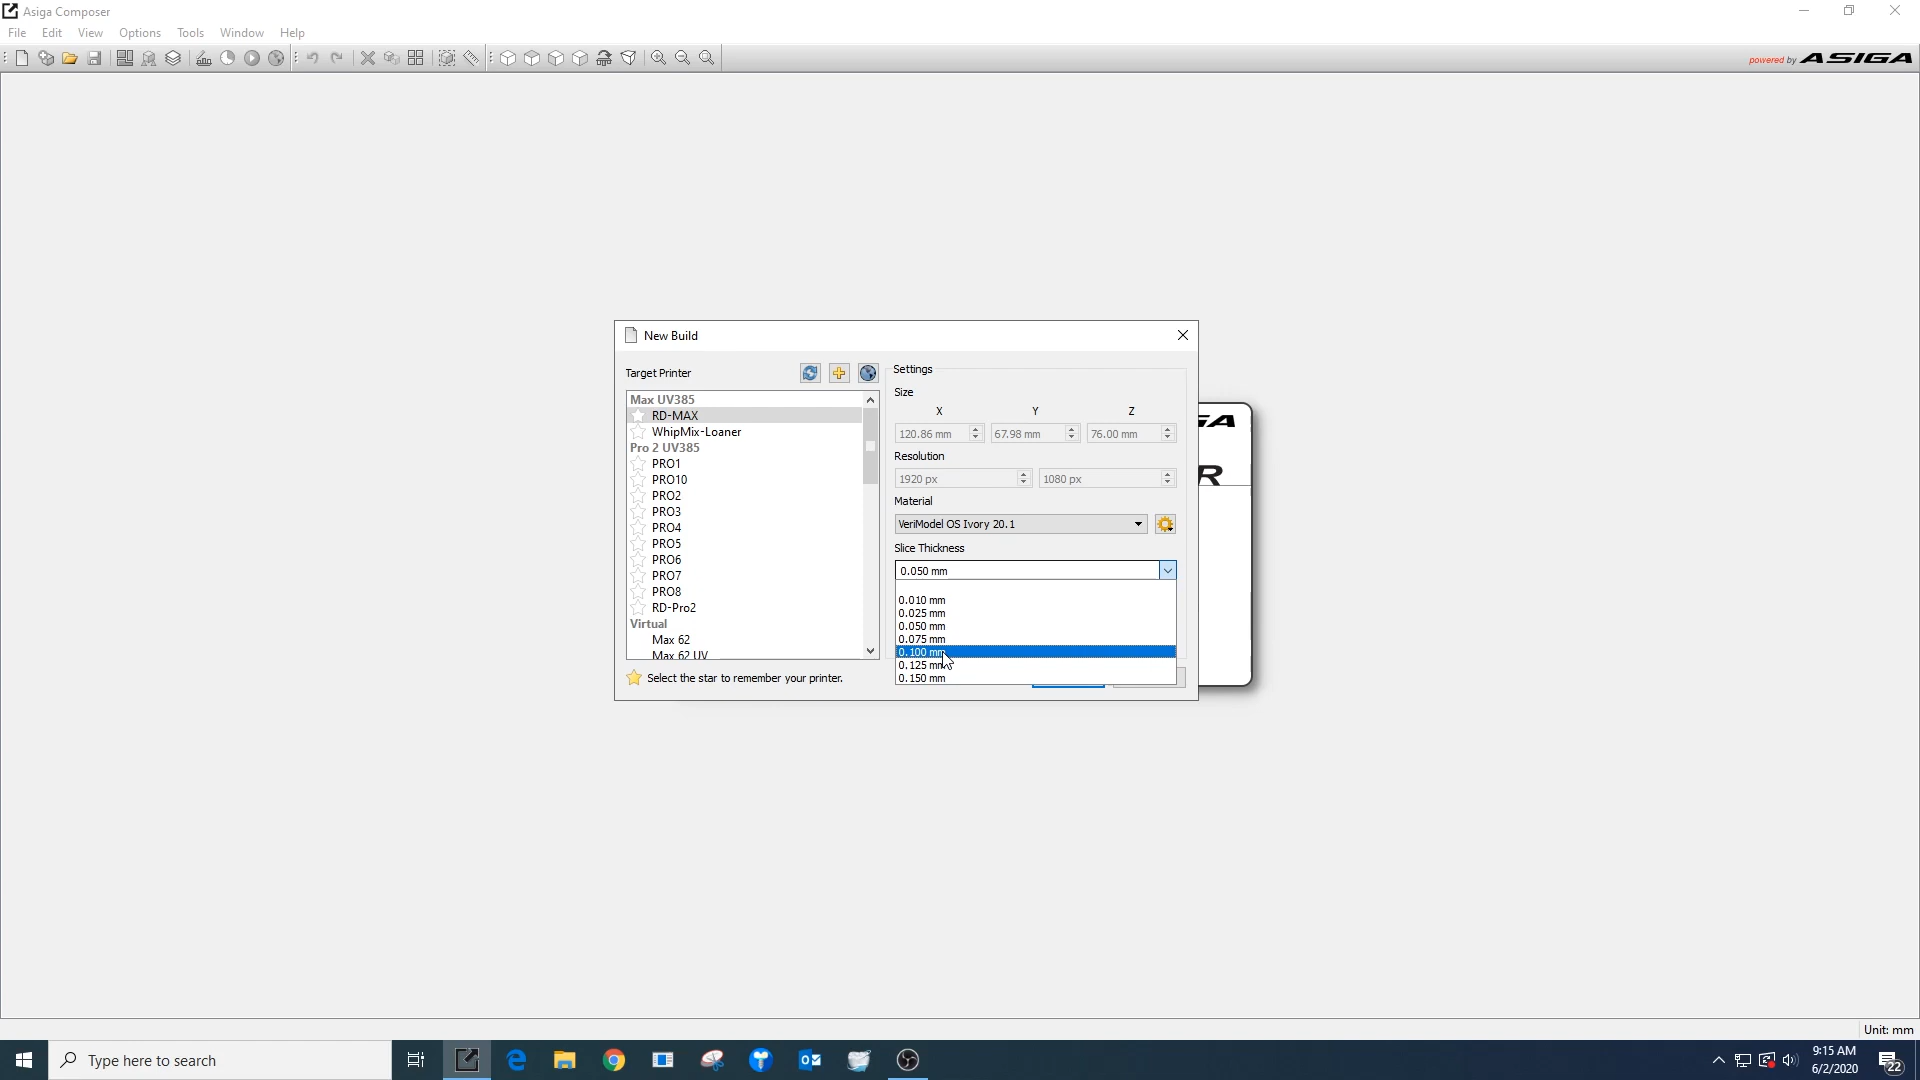 Asiga Composer
File Edit View Options Tools Window Help
powered by ASIGA
New Build
Target Printer
Max UV385
RD-MAX
WhipMix-Loaner
Pro 2 UV385
PRO1
PRO10
PRO2
PRO3
PRO4
PRO5
PRO6
PRO7
PRO8
RD-Pro2
Virtual
Max 62
Max 62 UV
Select the star to remember your printer.
Settings
Size
X Y Z
120.86 mm 67.98 mm 76.00 mm
Resolution
1920 px 1080 px
Material
VeriModel OS Ivory 20.1
Slice Thickness
0.050 mm
0.010 mm
0.025 mm
0.050 mm
0.075 mm
0.100 mm
0.125 mm
0.150 mm
GA
R
Unit: mm
Type here to search
9:15 AM
6/2/2020
22